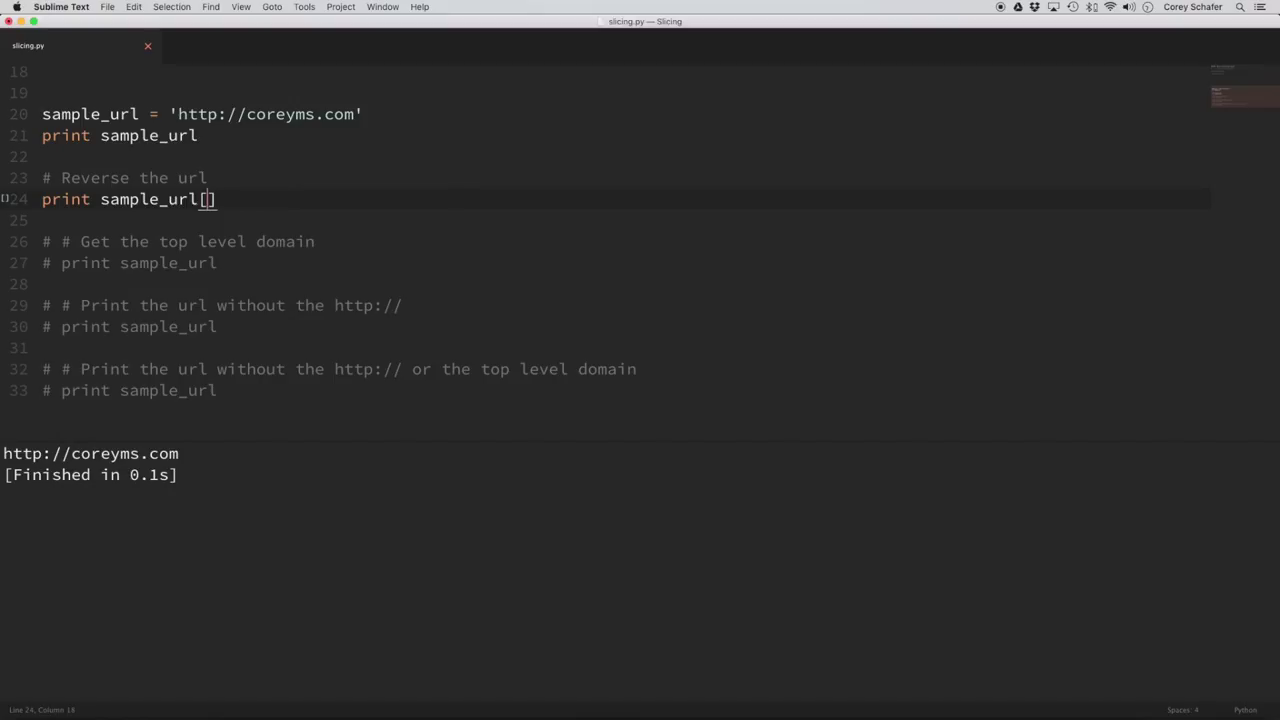 Sublime Text File Edit Selection Find View Goto Tools Project Window Help Corey Schafer
slicing.py — Slicing
slicing.py
18
19
20 sample_url = 'http://coreyms.com'
21 print sample_url
22
23 # Reverse the url
[]24 print sample_url[]
25
26 # # Get the top level domain
27 # print sample_url
28
29 # # Print the url without the http://
30 # print sample_url
31
32 # # Print the url without the http:// or the top level domain
33 # print sample_url
http://coreyms.com
[Finished in 0.1s]
Line 24, Column 18 Spaces: 4 Python